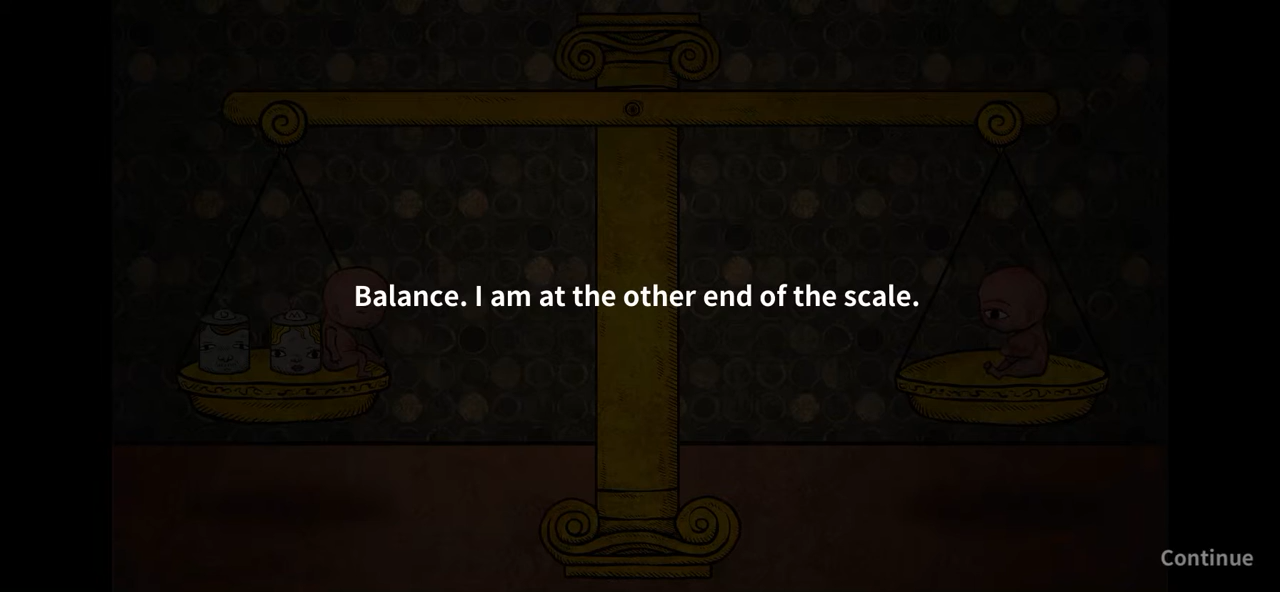 Balance. I am at the other end of the scale.
Continue